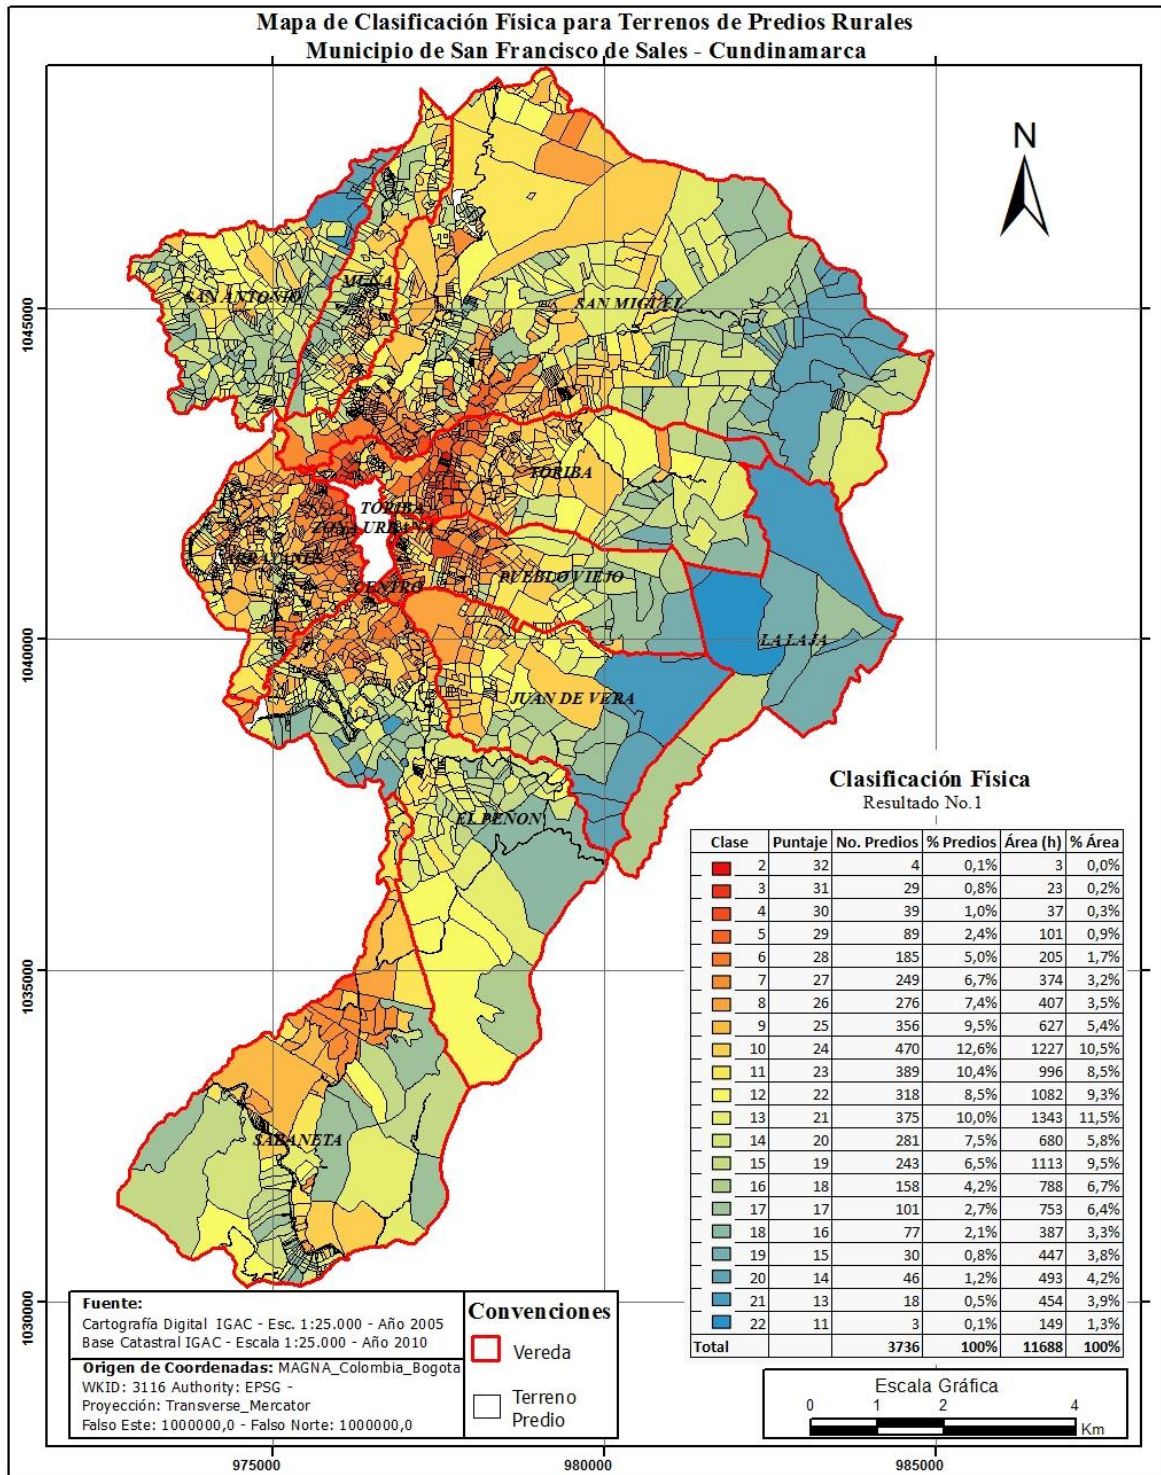 Mapa de Clasificación Física para Terrenos de Predios Rurales
Municipio de San Francisco de Sales - Cundinamarca
N
1045000
1040000
1035000
1030000
975000
980000
985000
SAN ANTONIO
MUÑA
SAN MIGUEL
TORIBA
TORIBA
ZONA URBANA
ARRAYANES
CENTRO
PUEBLO VIEJO
LA LAJA
JUAN DE VERA
EL PEÑON
SABANETA
Clasificación Física
Resultado No.1
Clase Puntaje No. Predios % Predios Área (h) % Área
2 32 4 0,1% 3 0,0%
3 31 29 0,8% 23 0,2%
4 30 39 1,0% 37 0,3%
5 29 89 2,4% 101 0,9%
6 28 185 5,0% 205 1,7%
7 27 249 6,7% 374 3,2%
8 26 276 7,4% 407 3,5%
9 25 356 9,5% 627 5,4%
10 24 470 12,6% 1227 10,5%
11 23 389 10,4% 996 8,5%
12 22 318 8,5% 1082 9,3%
13 21 375 10,0% 1343 11,5%
14 20 281 7,5% 680 5,8%
15 19 243 6,5% 1113 9,5%
16 18 158 4,2% 788 6,7%
17 17 101 2,7% 753 6,4%
18 16 77 2,1% 387 3,3%
19 15 30 0,8% 447 3,8%
20 14 46 1,2% 493 4,2%
21 13 18 0,5% 454 3,9%
22 11 3 0,1% 149 1,3%
Total 3736 100% 11688 100%
Fuente:
Cartografía Digital IGAC - Esc. 1:25.000 - Año 2005
Base Catastral IGAC - Escala 1:25.000 - Año 2010
Origen de Coordenadas: MAGNA_Colombia_Bogota
WKID: 3116 Authority: EPSG -
Proyección: Transverse_Mercator
Falso Este: 1000000,0 - Falso Norte: 1000000,0
Convenciones
Vereda
Terreno
Predio
Escala Gráfica
0 1 2 4
Km